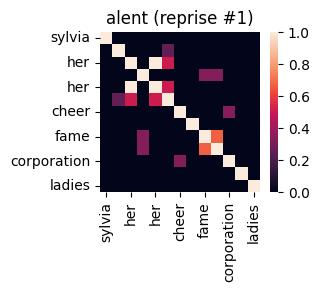 alent (reprise #1)
sylvia
her
her
cheer
fame
corporation
ladies
1.0
0.8
0.6
0.4
0.2
0.0
sylvia
her
her
cheer
fame
corporation
ladies